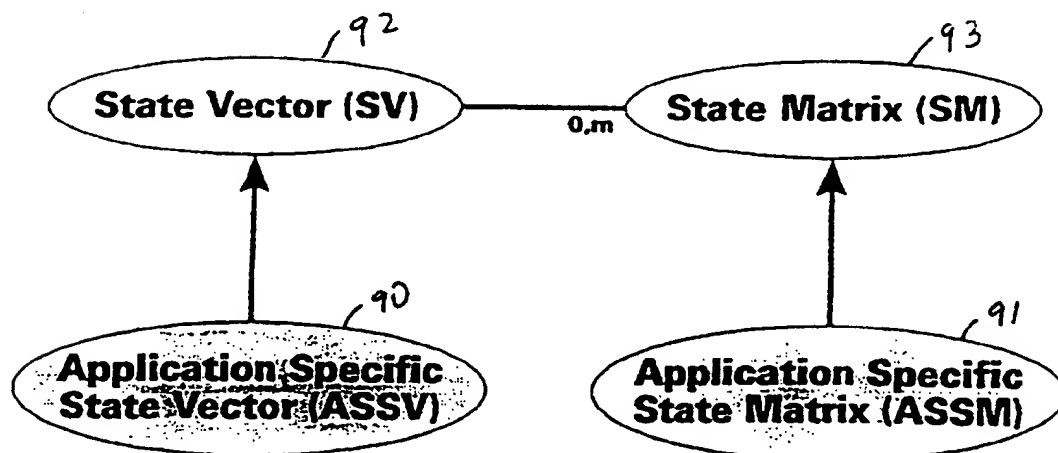 92
93
State Vector (SV)
0,m
State Matrix (SM)
90
91
Application Specific
State Vector (ASSV)
Application Specific
State Matrix (ASSM)